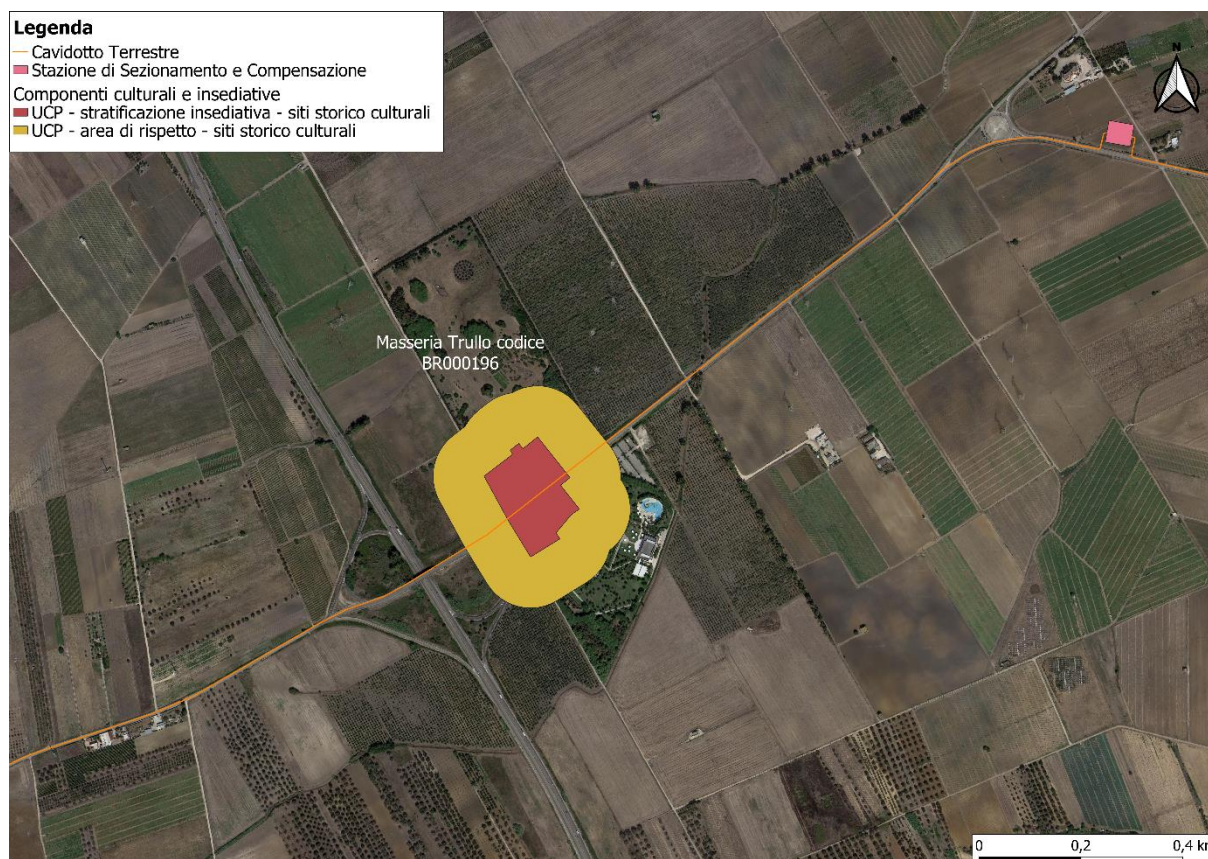 Legenda
Cavidotto Terrestre
Stazione di Sezionamento e Compensazione
Componenti culturali e insediative
UCP - stratificazione insediativa - siti storico culturali
UCP - area di rispetto - siti storico culturali
N
Masseria Trullo codice
BR000196
0 0,2 0,4 km